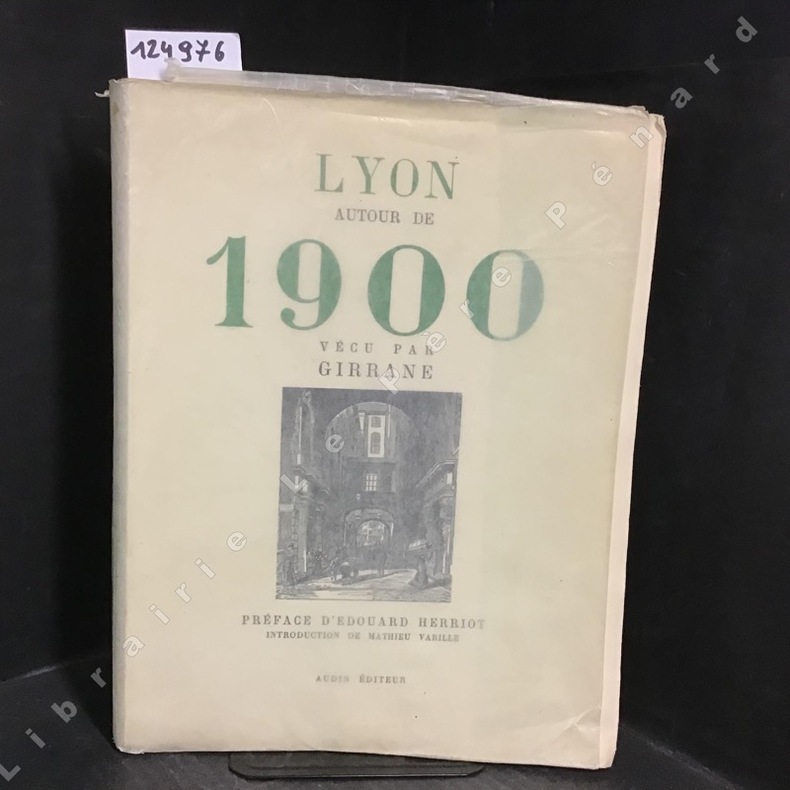 124976
LYON
AUTOUR DE
1900
VÉCU PAR
GIRRANE
PRÉFACE D'EDOUARD HERRIOT
INTRODUCTION DE MATHIEU VARILLE
AUDIN ÉDITEUR
Librairie Le Père Pénard